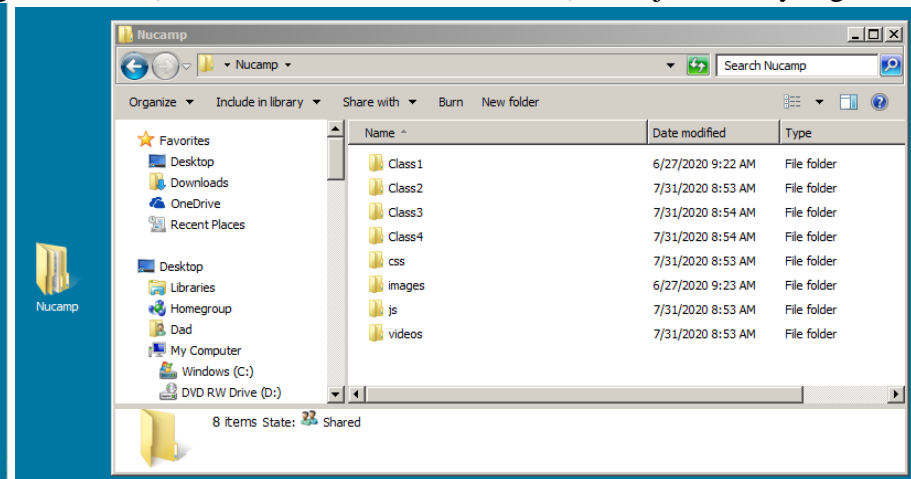 Nucamp
Nucamp
Search Nucamp
Organize Include in library Share with Burn New folder
Name Date modified Type
Favorites
Desktop
Downloads
OneDrive
Recent Places
Desktop
Libraries
Homegroup
Dad
My Computer
Windows (C:)
DVD RW Drive (D:)
Class1 6/27/2020 9:22 AM File folder
Class2 7/31/2020 8:53 AM File folder
Class3 7/31/2020 8:54 AM File folder
Class4 7/31/2020 8:54 AM File folder
css 7/31/2020 8:53 AM File folder
images 6/27/2020 9:23 AM File folder
js 7/31/2020 8:53 AM File folder
videos 7/31/2020 8:53 AM File folder
Nucamp
8 items State: Shared